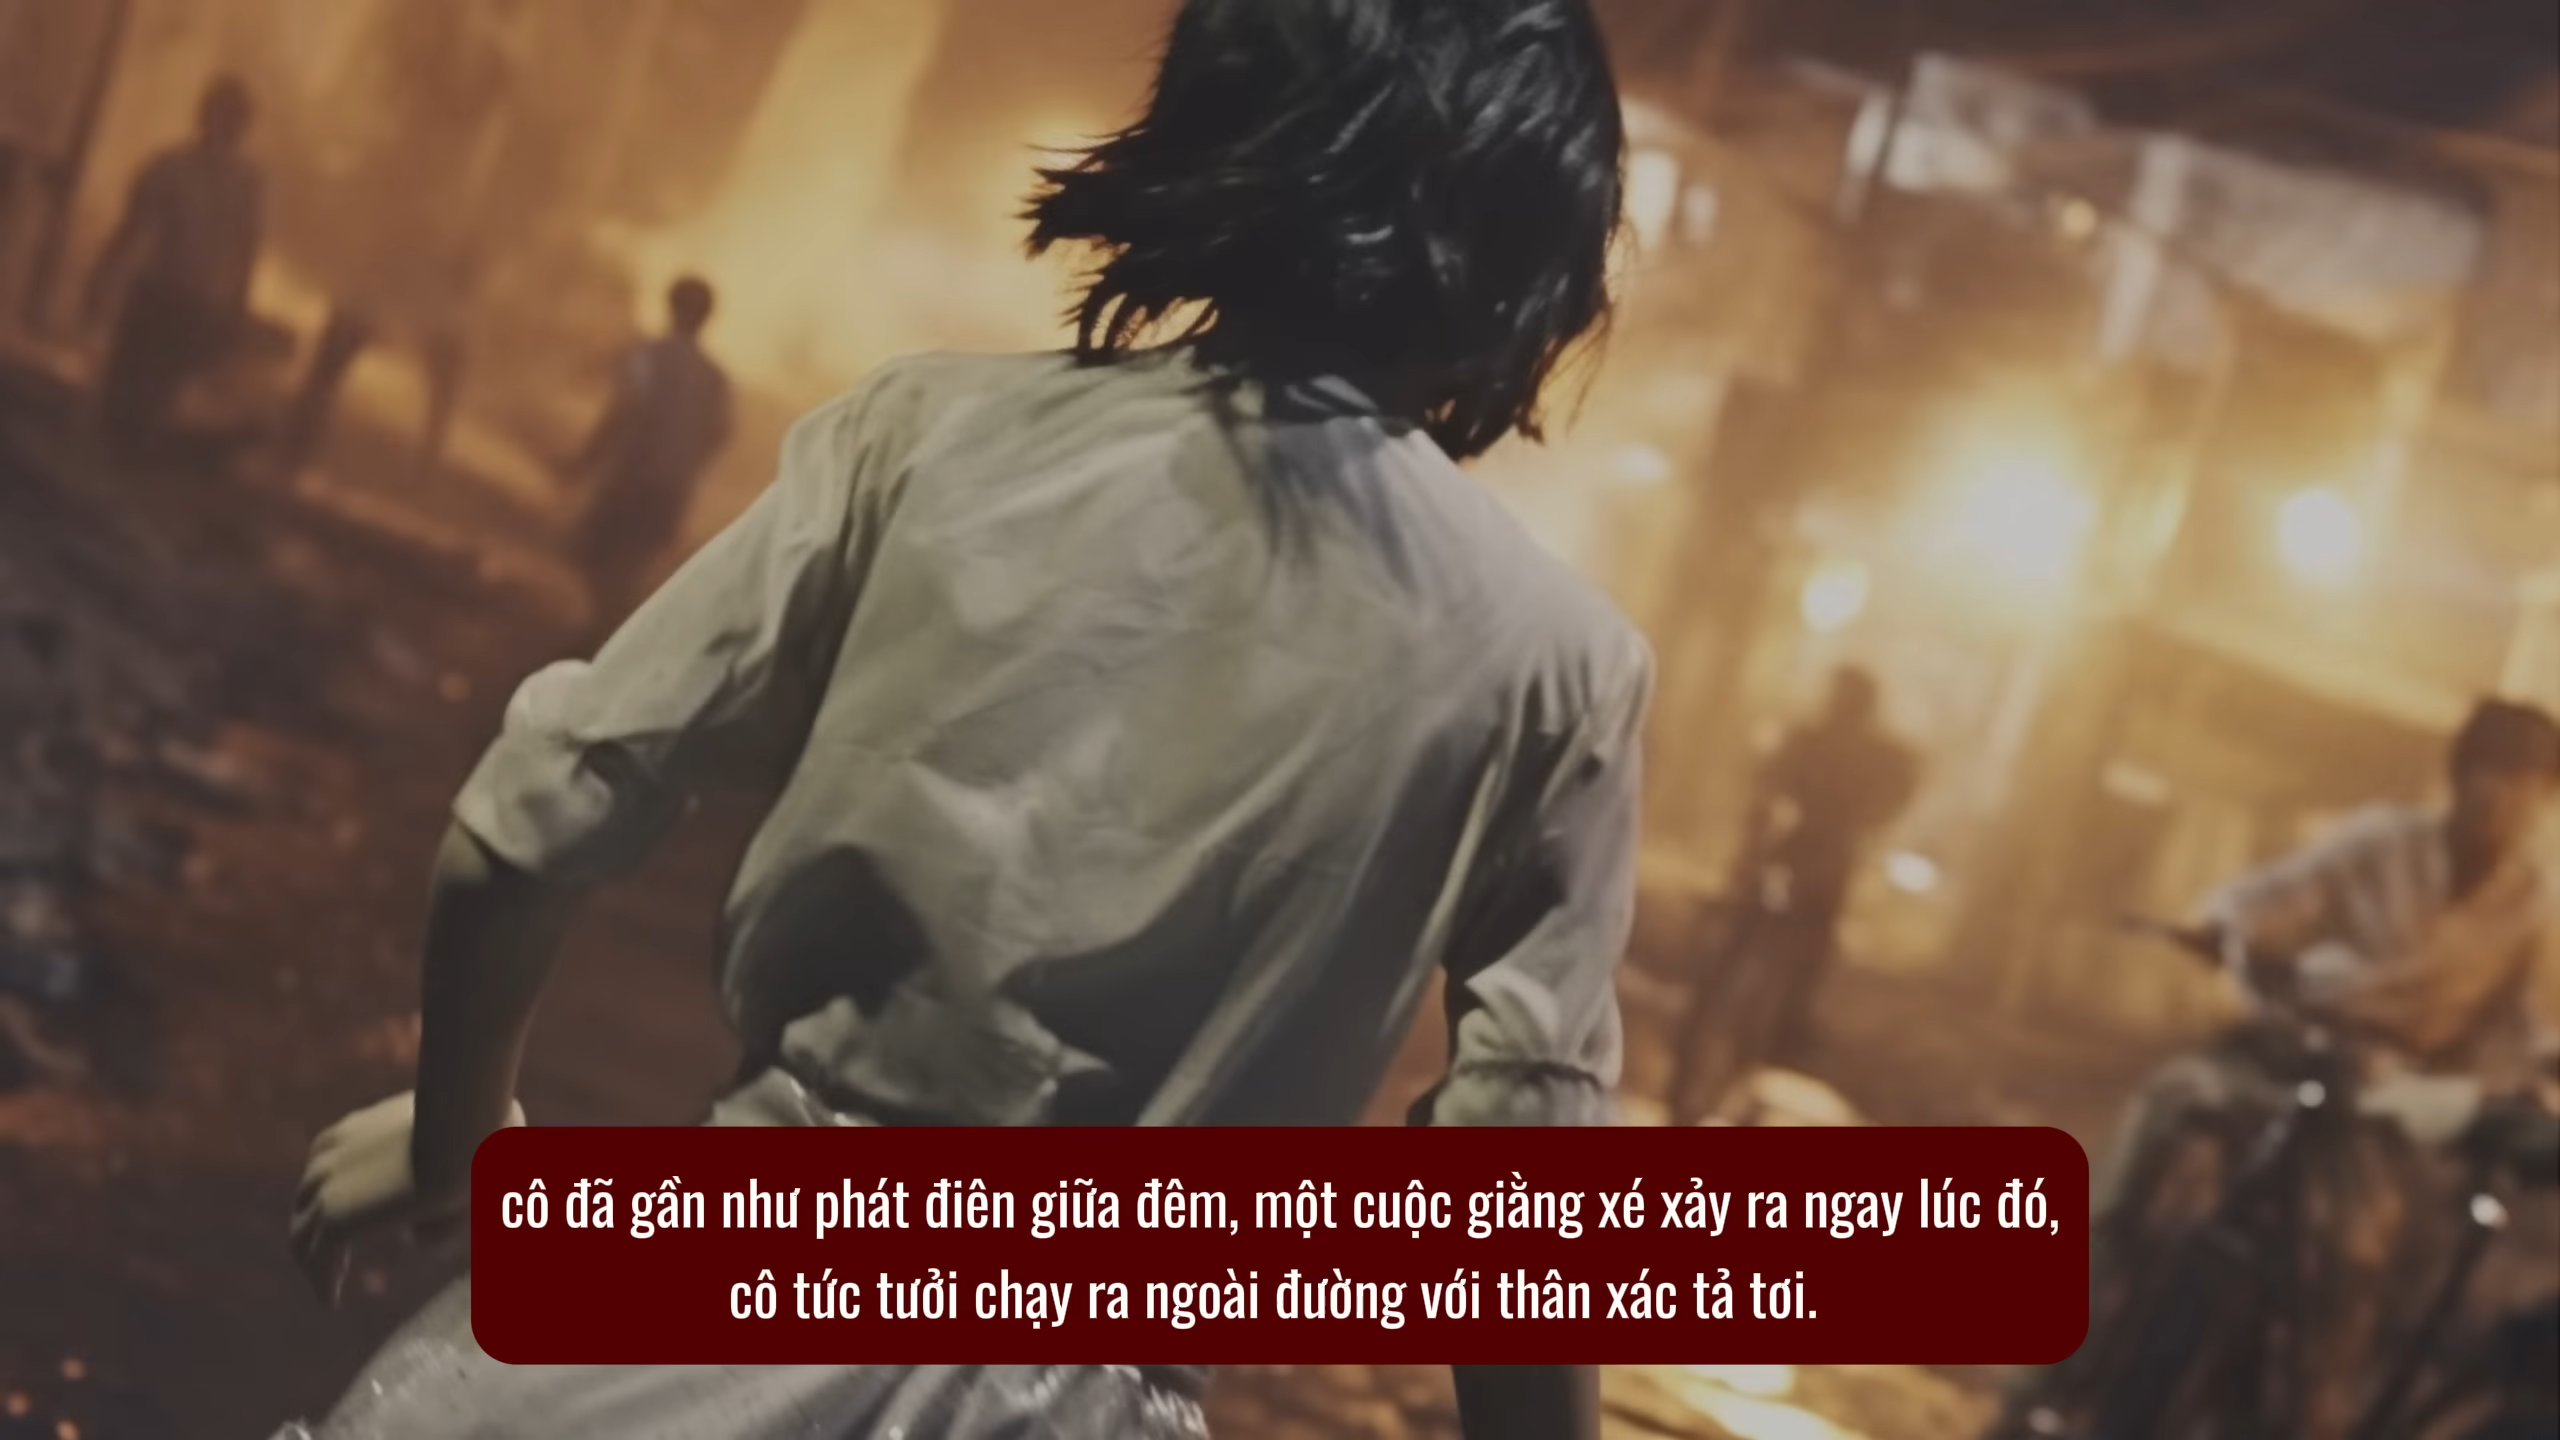 cô đã gần như phát điên giữa đêm, một cuộc giằng xé xảy ra ngay lúc đó,
cô tức tưởi chạy ra ngoài đường với thân xác tả tơi.